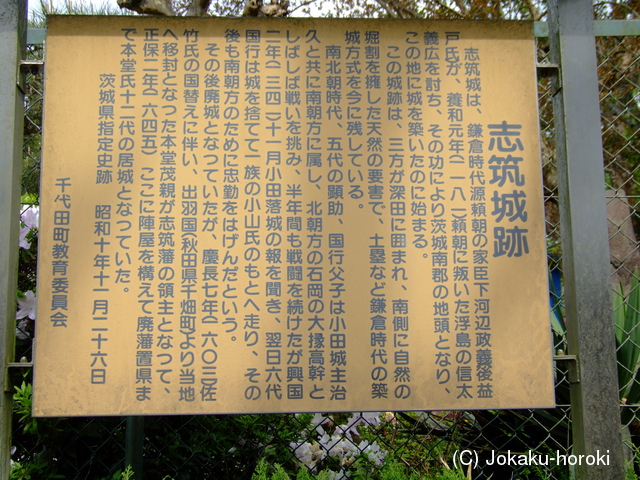 志筑城跡
志筑城は、鎌倉時代源頼朝の家臣下河辺政義後益
戸氏が、養和元年(一一八一)頼朝に叛いた浮島の信太
義広を討ち、その功により茨城南郡の地頭となり、
この地に城を築いたのに始まる。
この城跡は、三方が深田に囲まれ、南側に自然の
堀割を擁した天然の要害で、土塁など鎌倉時代の築
城方式を今に残している。
南北朝時代、五代の顕助、国行父子は小田城主治
久と共に南朝方に属し、北朝方の石岡の大掾高幹と
しばしば戦いを挑み、半年間も戦闘を続けたが興国
二年(一三四一)十一月小田落城の報を聞き、翌日六代
国行は城を捨てて一族の小山氏のもとへ走り、その
後も南朝方のために忠勤をはげんだという。
その後廃城となっていたが、慶長七年(一六〇三)佐
竹氏の国替えに伴い、出羽国(秋田県千畑町)より当地
へ移封となった本堂茂親が志筑藩の領主となって、
正保二年(一六四五)ここに陣屋を構えて廃藩置県ま
で本堂氏十二代の居城となっていた。
茨城県指定史跡 昭和十年十一月二十六日
千代田町教育委員会
(C) Jokaku-horoki